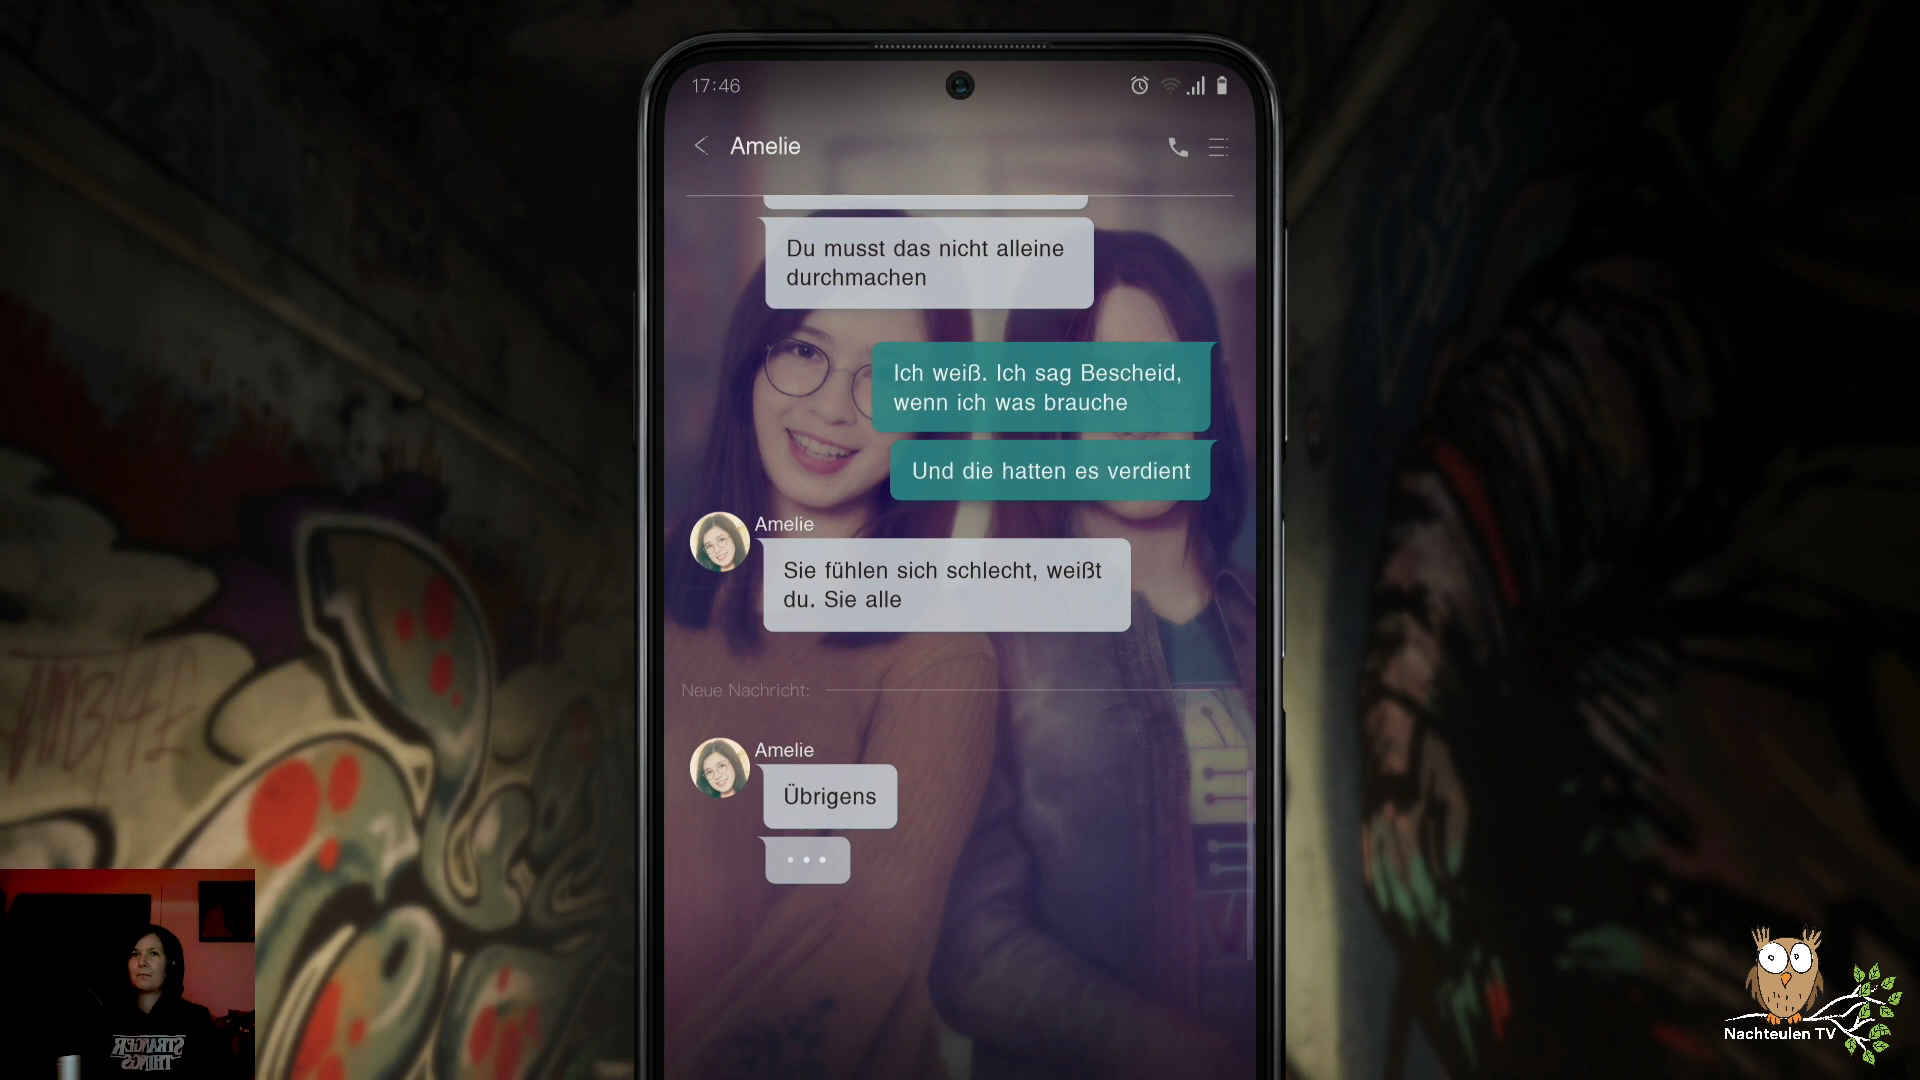 17:46
Amelie
Du musst das nicht alleine
durchmachen
Ich weiß. Ich sag Bescheid,
wenn ich was brauche
Und die hatten es verdient
Amelie
Sie fühlen sich schlecht, weißt
du. Sie alle
Neue Nachricht:
Amelie
Übrigens
...
STRANGER
THINGS
Nachteulen TV